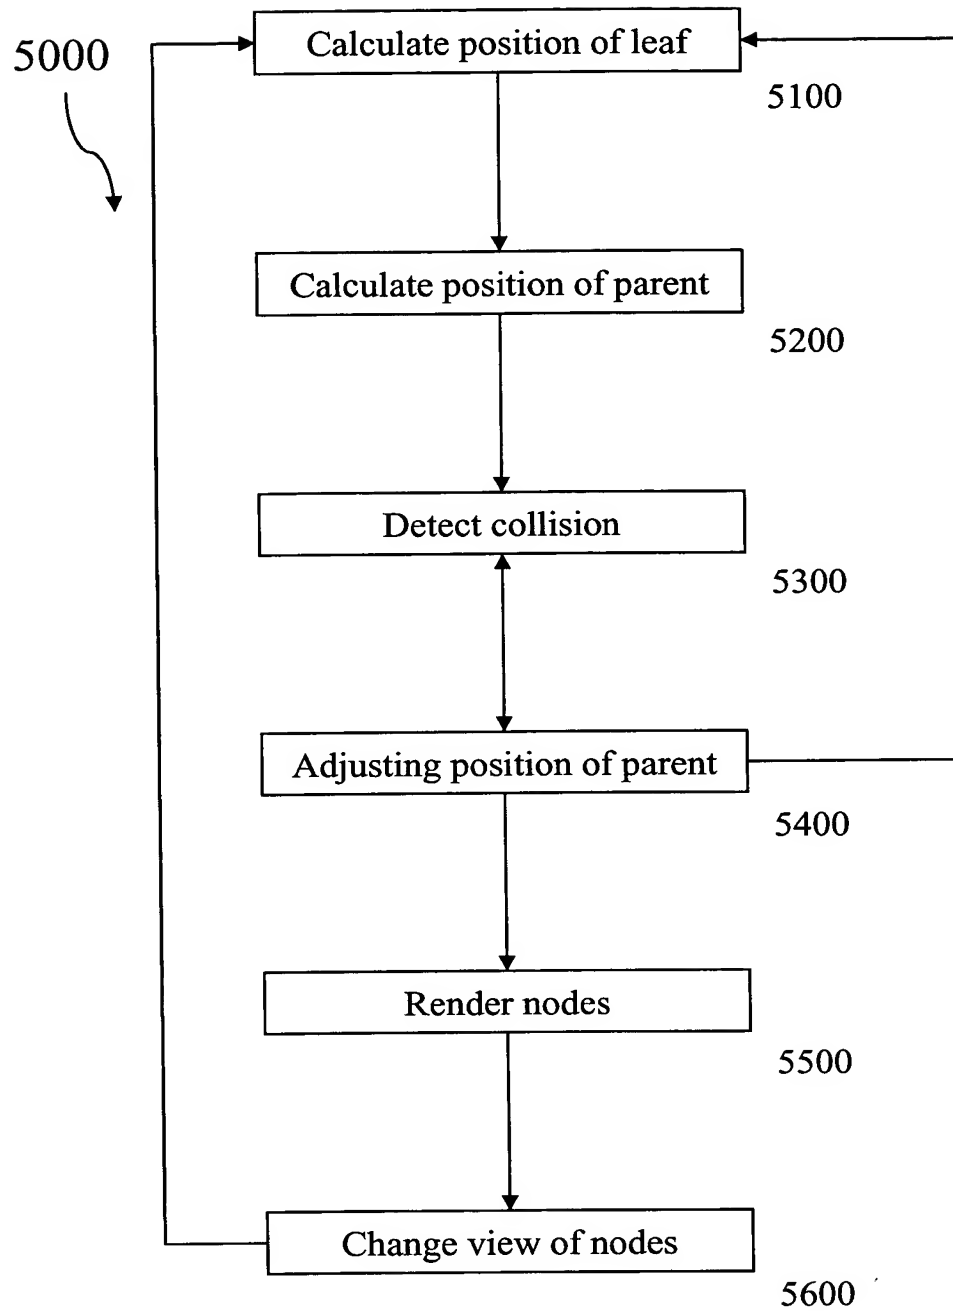 5000
Calculate position of leaf
5100
Calculate position of parent
5200
Detect collision
5300
Adjusting position of parent
5400
Render nodes
5500
Change view of nodes
5600